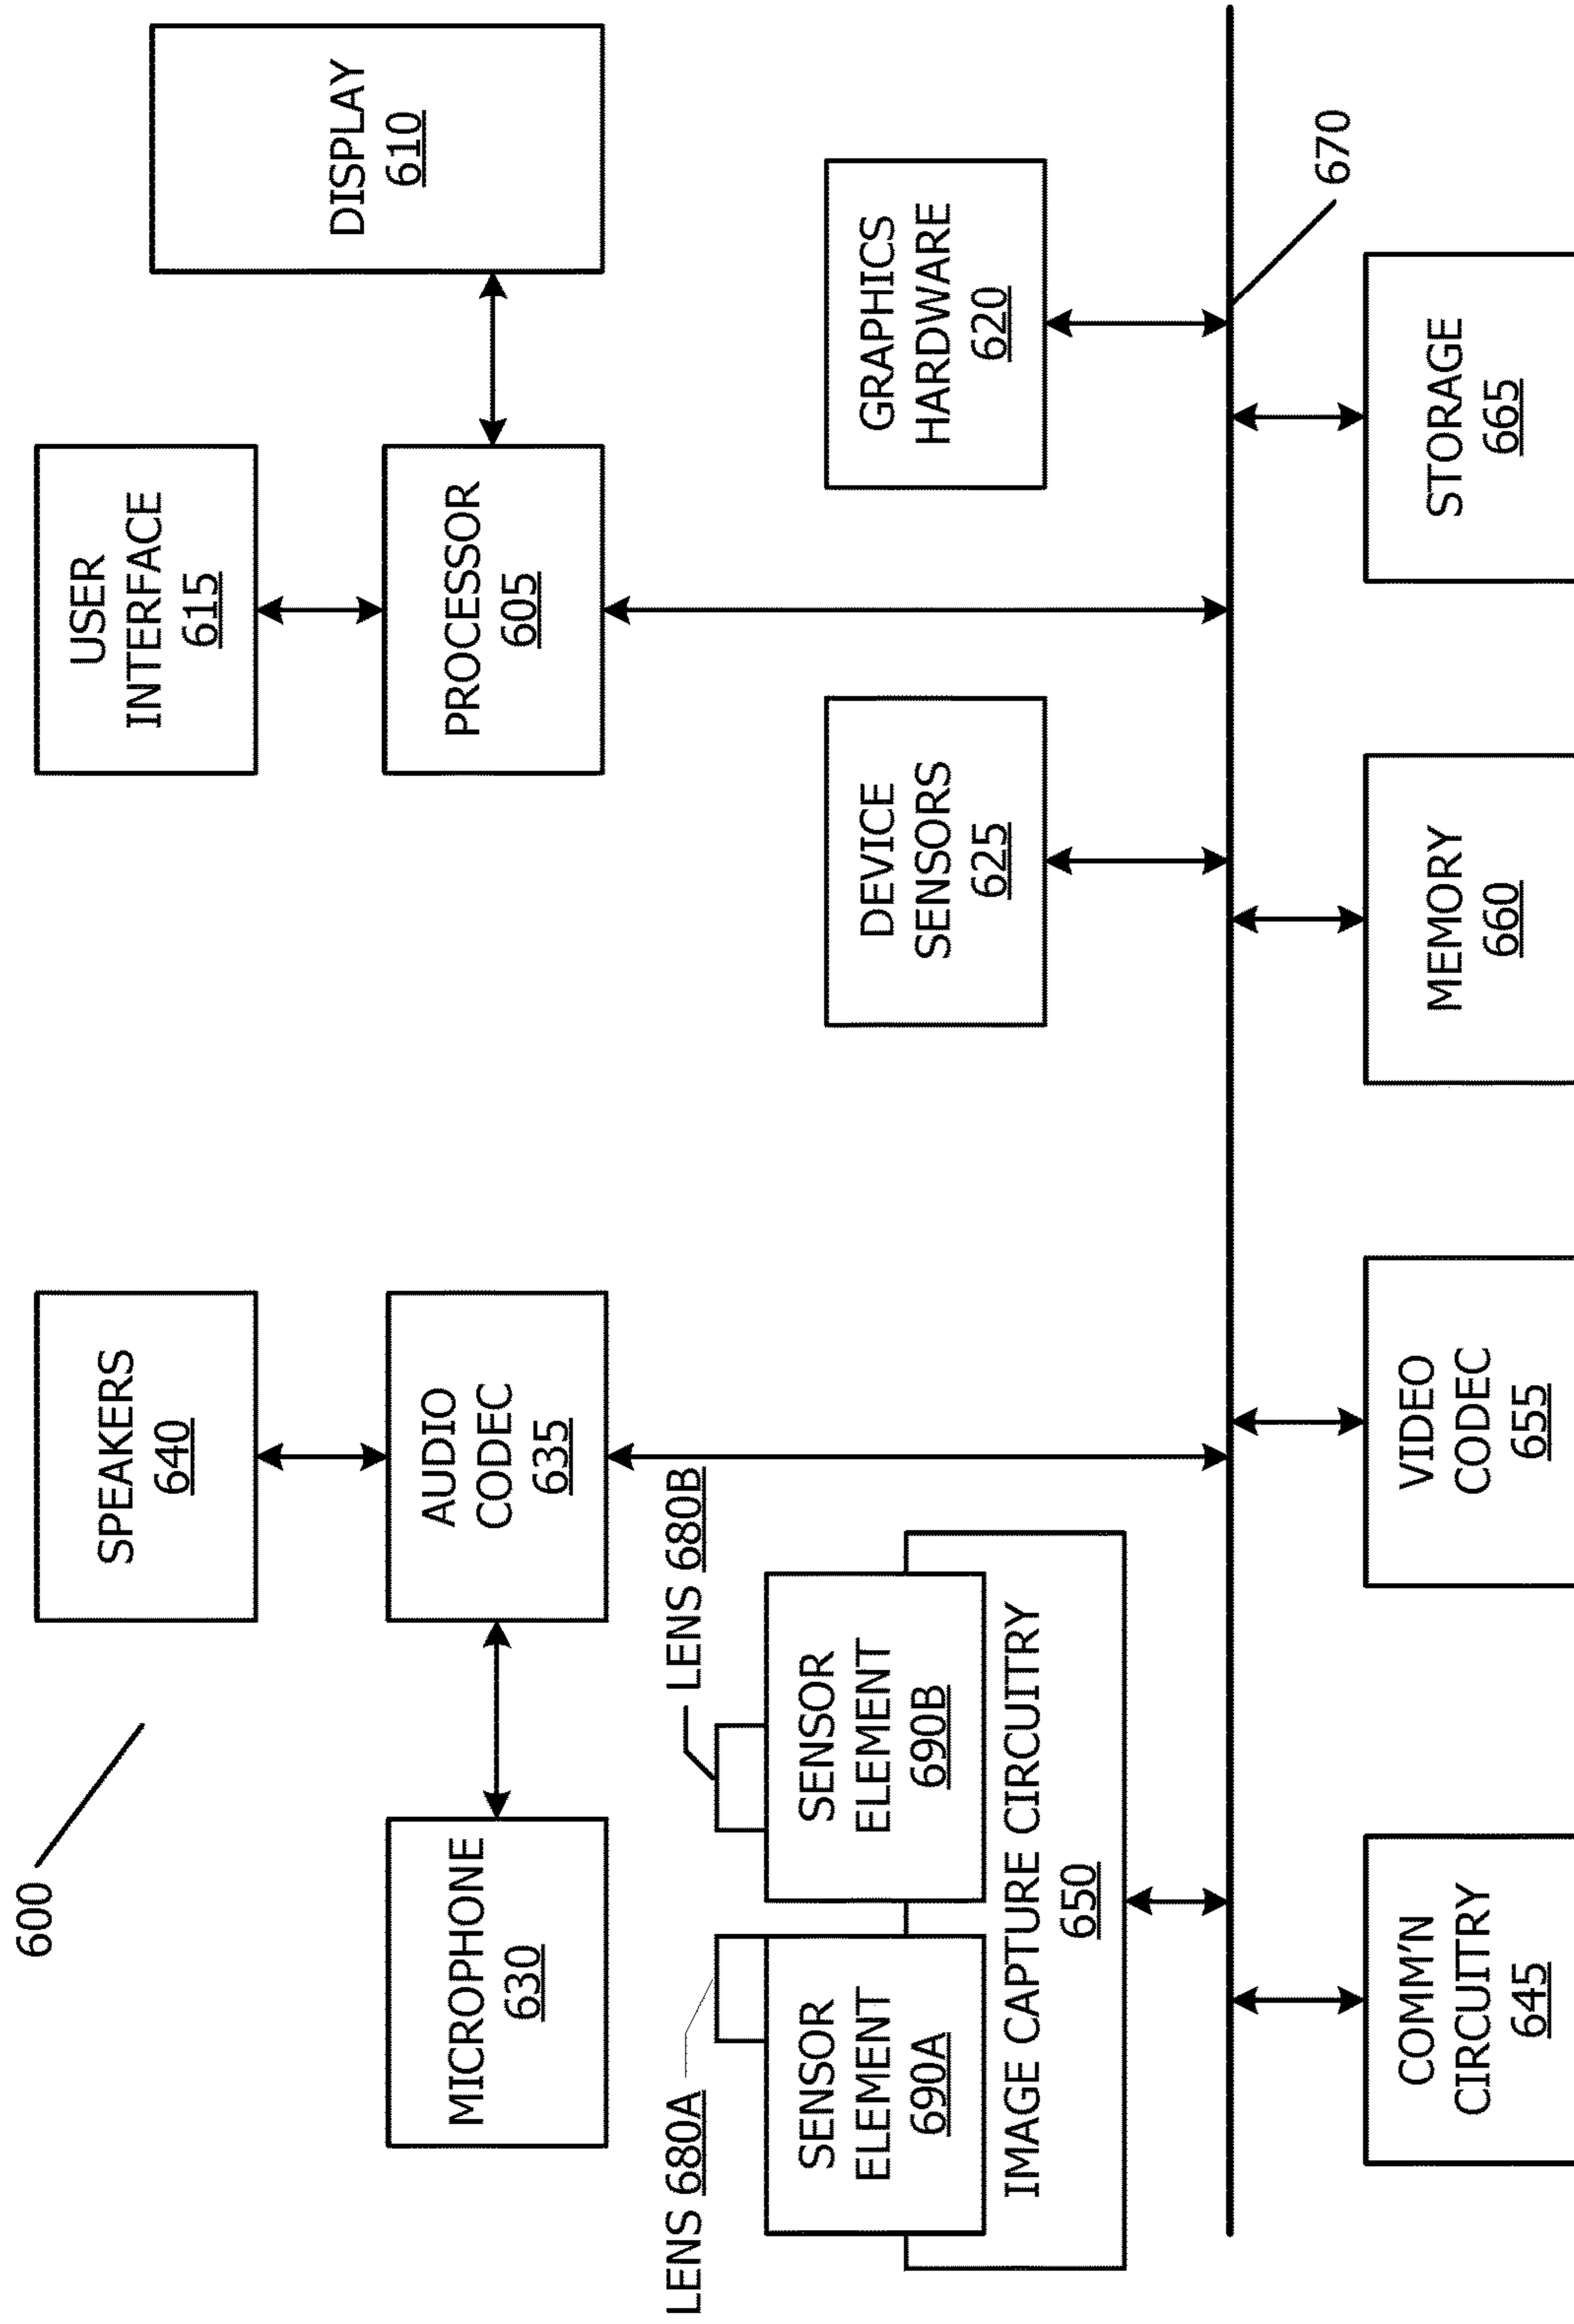 600
SPEAKERS
640
USER
INTERFACE
615
DISPLAY
610
MICROPHONE
630
AUDIO
CODEC
635
PROCESSOR
605
LENS 680A
LENS 680B
SENSOR
ELEMENT
690A
SENSOR
ELEMENT
690B
IMAGE CAPTURE CIRCUITRY
650
DEVICE
SENSORS
625
GRAPHICS
HARDWARE
620
670
COMM'N
CIRCUITRY
645
VIDEO
CODEC
655
MEMORY
660
STORAGE
665